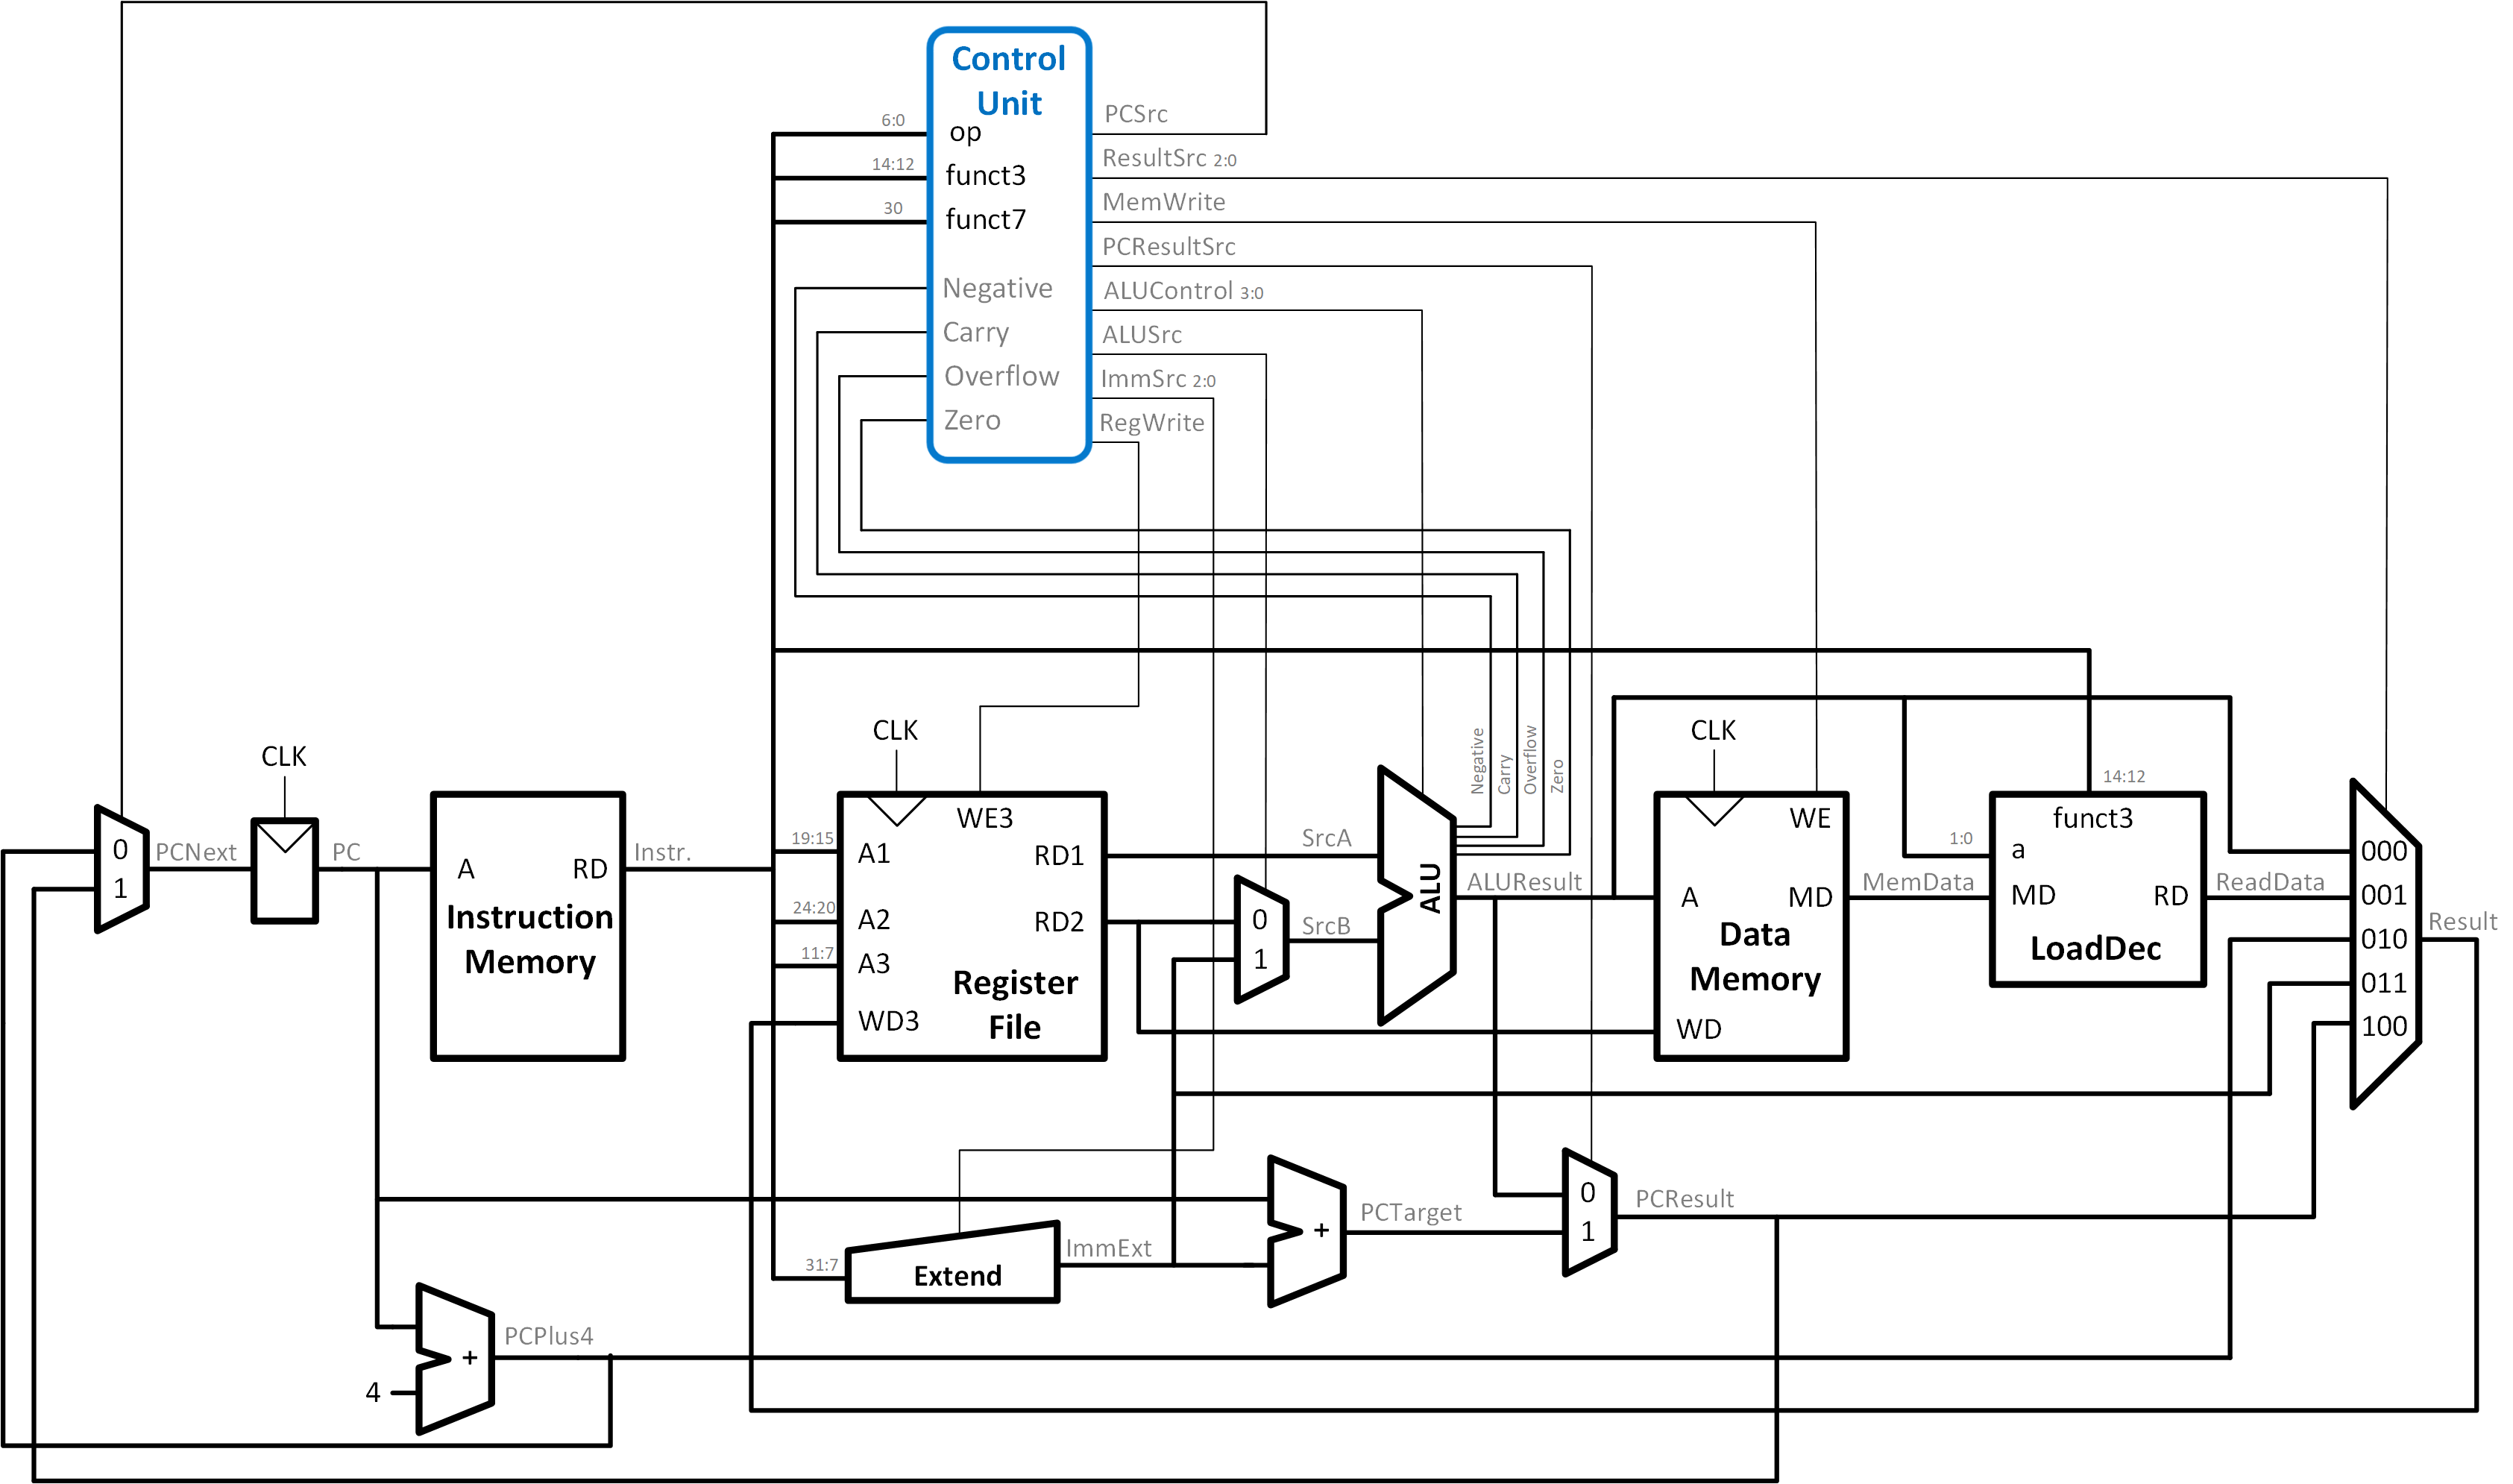 Control
Unit
6:0
op
14:12
funct3
30
funct7
Negative
Carry
Overflow
Zero
PCSrc
ResultSrc 2:0
MemWrite
PCResultSrc
ALUControl 3:0
ALUSrc
ImmSrc 2:0
RegWrite
0
1
PCNext
CLK
PC
A
RD
Instruction
Memory
Instr.
19:15
24:20
11:7
CLK
WE3
A1
RD1
A2
RD2
A3
WD3
Register
File
SrcA
0
1
SrcB
ALU
Negative
Carry
Overflow
Zero
ALUResult
CLK
WE
A
MD
Data
Memory
WD
MemData
14:12
1:0
funct3
a
MD
RD
LoadDec
ReadData
000
001
010
011
100
Result
31:7
Extend
ImmExt
+
PCTarget
0
1
PCResult
4
+
PCPlus4